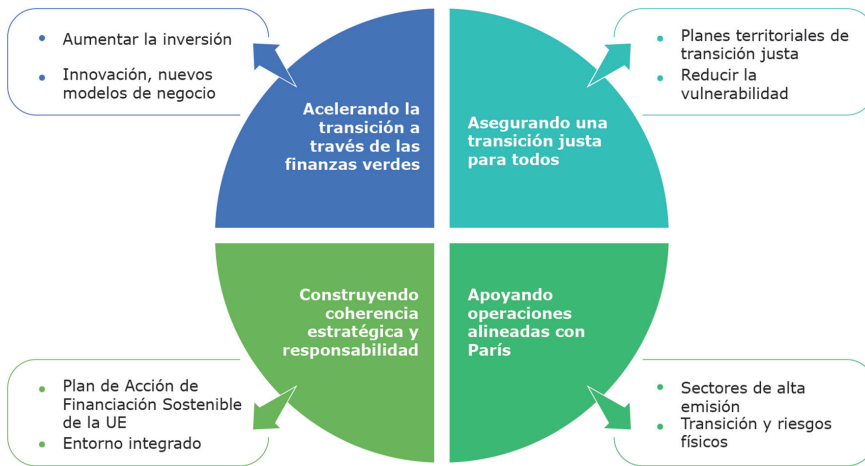 Aumentar la inversión
Innovación, nuevos
modelos de negocio
Acelerando la
transición a
través de las
finanzas verdes
Planes territoriales de
transición justa
Reducir la
vulnerabilidad
Asegurando una
transición justa
para todos
Construyendo
coherencia
estratégica y
responsabilidad
Plan de Acción de
Financiación Sostenible
de la UE
Entorno integrado
Apoyando
operaciones
alineadas con
París
Sectores de alta
emisión
Transición y riesgos
físicos